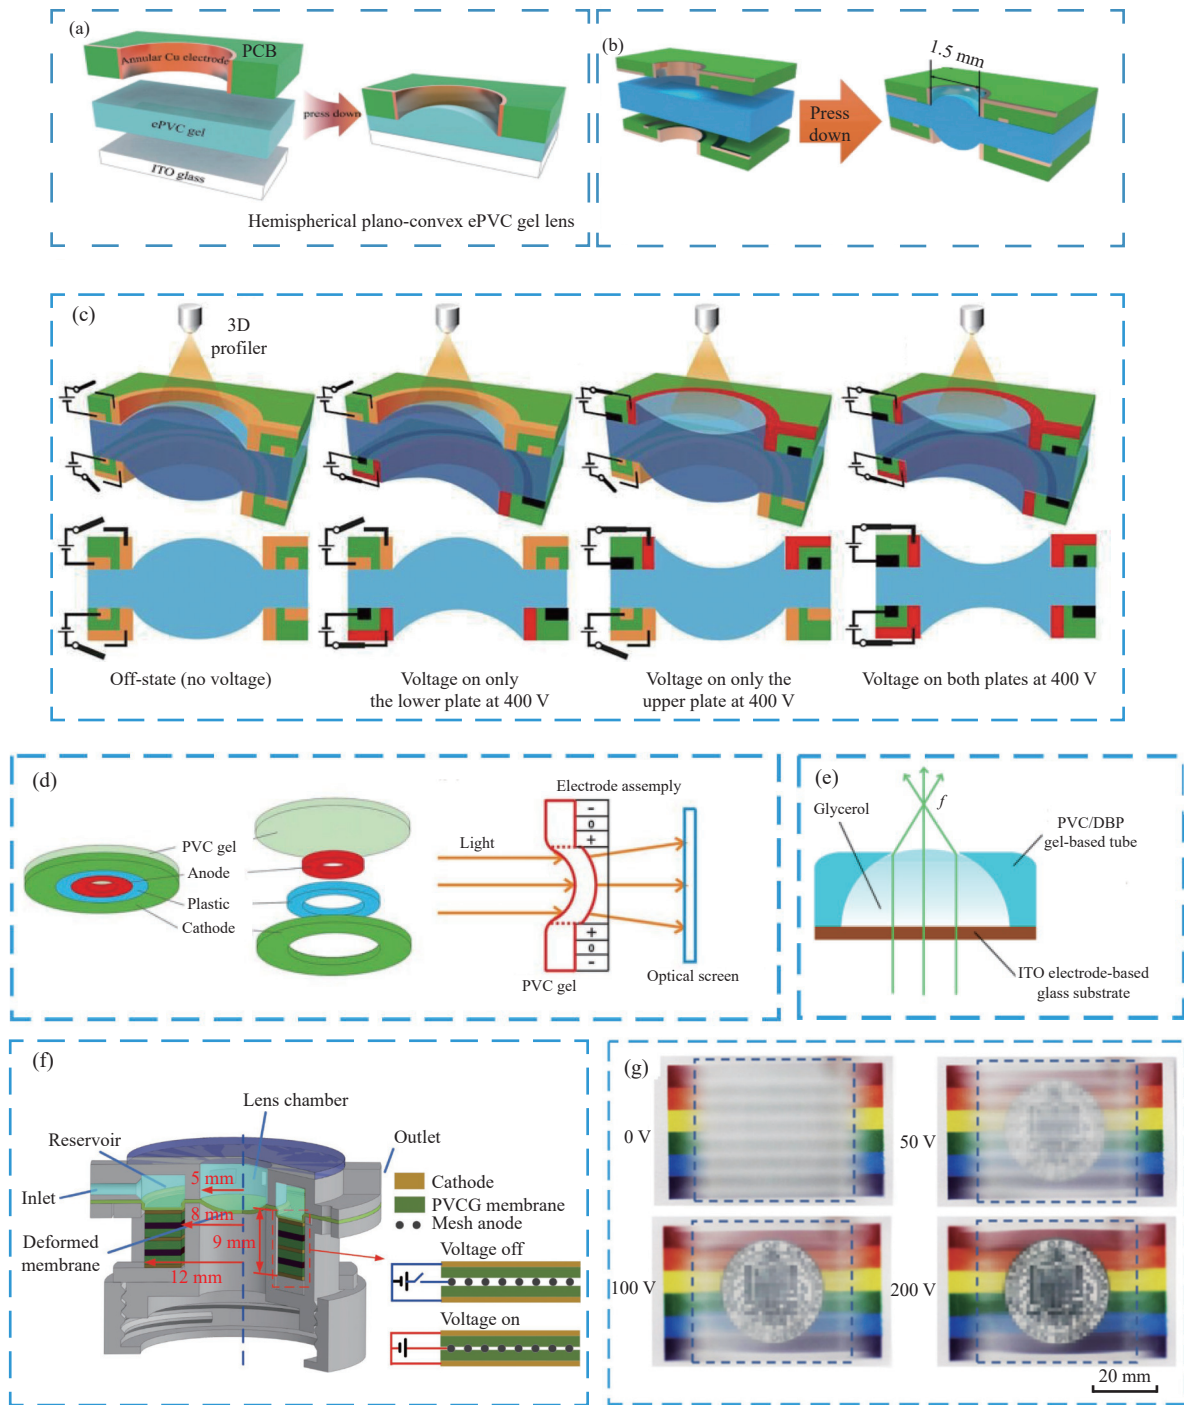 (a)
PCB
Annular Cu electrode
ePVC gel
ITO glass
press down
Hemispherical plano-convex ePVC gel lens
(b)
1.5 mm
Press
down
(c)
3D
profiler
Off-state (no voltage)
Voltage on only
the lower plate at 400 V
Voltage on only the
upper plate at 400 V
Voltage on both plates at 400 V
(d)
PVC gel
Anode
Plastic
Cathode
Electrode assembly
Light
-
0
+
+
0
-
PVC gel
Optical screen
(e)
Glycerol
f
PVC/DBP
gel-based tube
ITO electrode-based
glass substrate
(f)
Lens chamber
Reservoir
Outlet
Inlet
5 mm
8 mm
9 mm
12 mm
Deformed
membrane
Cathode
PVCG membrane
Mesh anode
Voltage off
Voltage on
(g)
0 V
50 V
100 V
200 V
20 mm